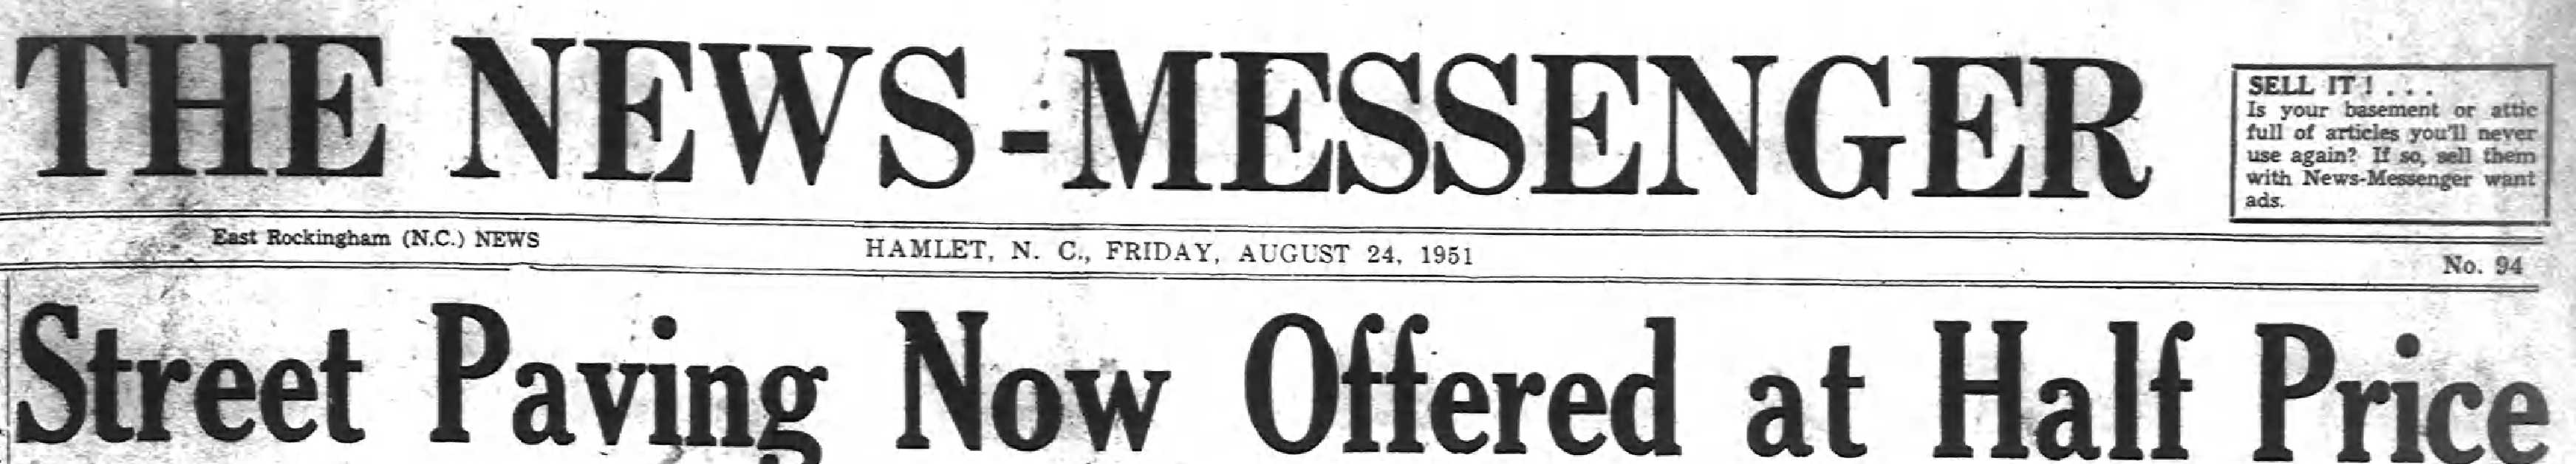 THE NEWS-MESSENGER
SELL IT! . . .
Is your basement or attic
full of articles you'll never
use again? If so, sell them
with News-Messenger want
ads.
East Rockingham (N.C.) NEWS
HAMLET, N. C., FRIDAY, AUGUST 24, 1951
No. 94
Street Paving Now Offered at Half Price